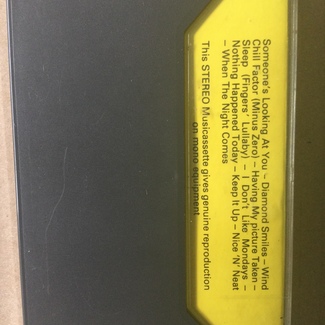 Someone's Looking At You – Diamond Smiles – Wind
Chill Factor (Minus Zero) – Having My picture Taken –
Sleep (Fingers' Lullaby) – I Don't Like Mondays –
Nothing Happened Today – Keep It Up – Nice 'N' Neat
– When The Night Comes
This STEREO Musicassette gives genuine reproduction
on mono equipment